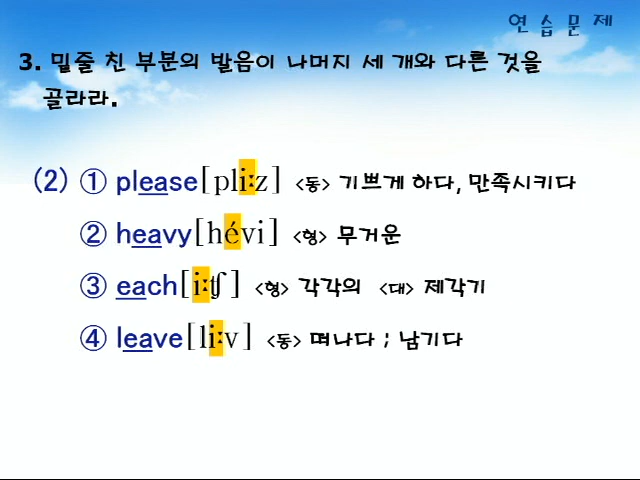 연습문제
3. 밑줄 친 부분의 발음이 나머지 세 개와 다른 것을
골라라.
(2) ① please[pli:z] <동> 기쁘게 하다, 만족시키다
② heavy[hévi] <형> 무거운
③ each[i:ʧ] <형> 각각의 <대> 제각기
④ leave[li:v] <동> 떠나다 ; 남기다